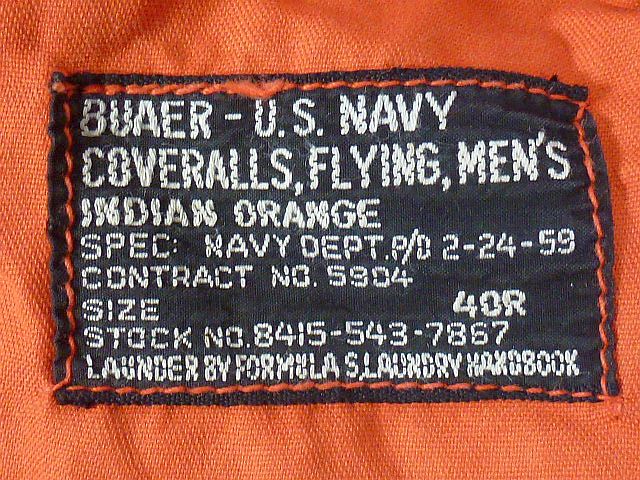 BUAER - U.S. NAVY
COVERALLS, FLYING, MEN'S
INDIAN ORANGE
SPEC: NAVY DEPT. P/D 2-24-59
CONTRACT NO. 5904
SIZE 40R
STOCK NO. 8415-543-7867
LAUNDER BY FORMULA S. LAUNDRY HANDBOOK